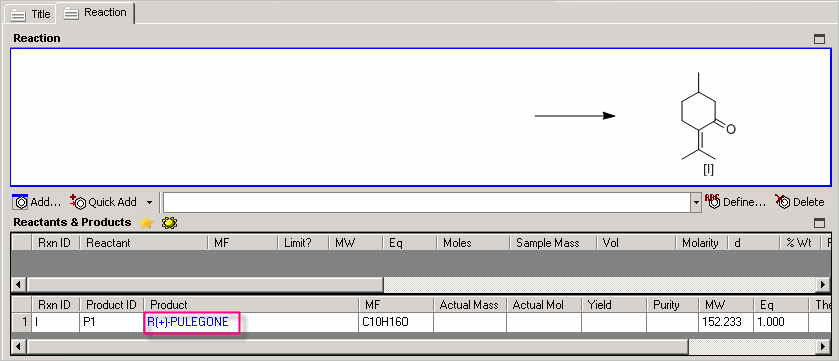 Title Reaction
Reaction
O
[I]
Add... Quick Add Define... Delete
Reactants & Products
Rxn ID Reactant MF Limit? MW Eq Moles Sample Mass Vol Molarity d % Wt F
Rxn ID Product ID Product MF Actual Mass Actual Mol Yield Purity MW Eq The
1 I P1 R(+)-PULEGONE C10H16O 152.233 1.000